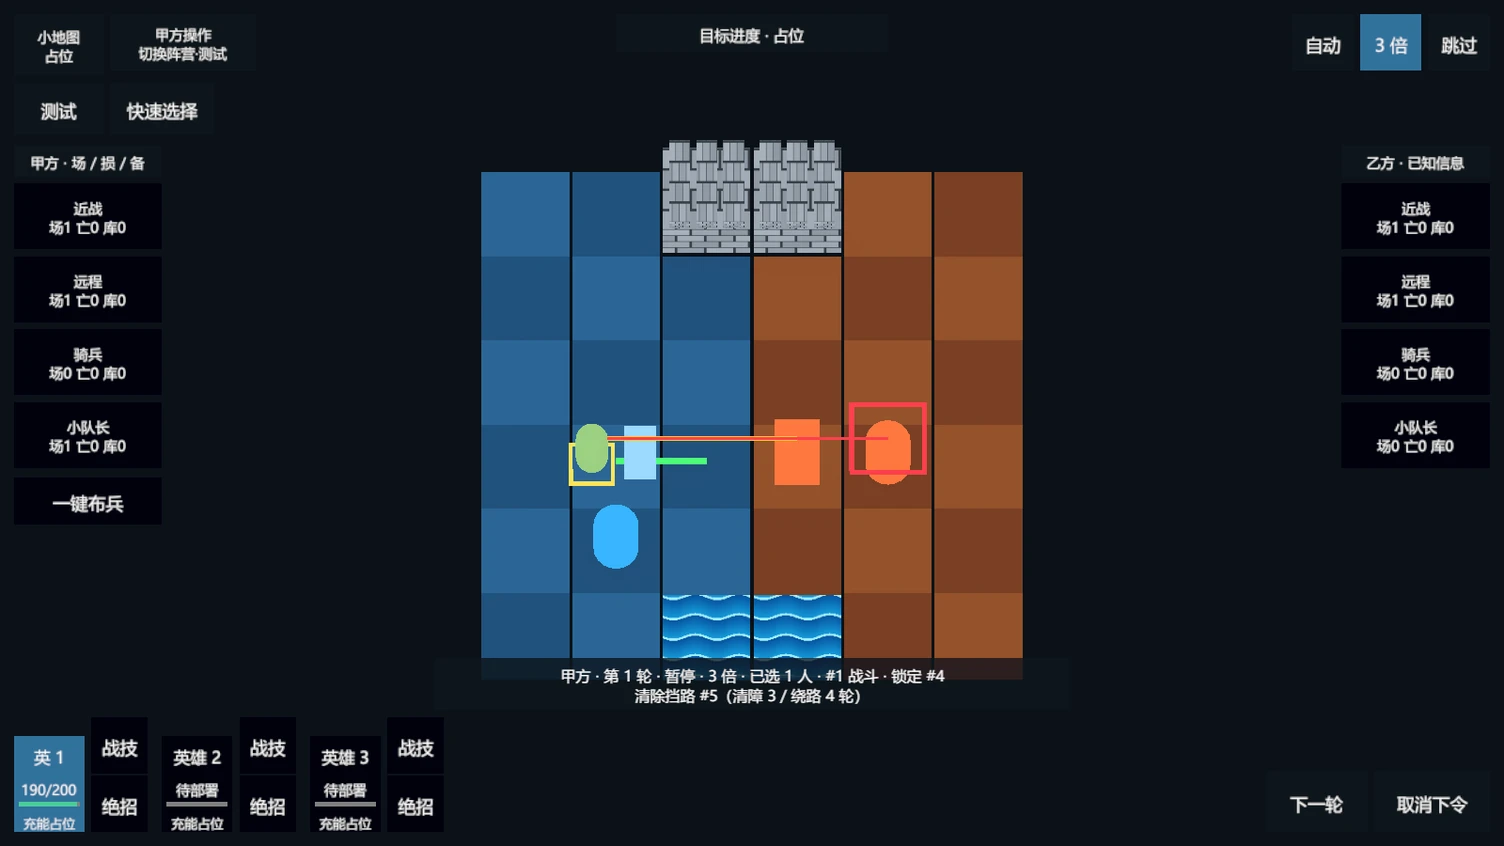 小地图
占位
甲方操作
切换阵营·测试
目标进度 · 占位
自动
3 倍
跳过
测试
快速选择
甲方 · 场 / 损 / 备
近战
场1 亡0 库0
远程
场1 亡0 库0
骑兵
场0 亡0 库0
小队长
场1 亡0 库0
一键布兵
乙方 · 已知信息
近战
场1 亡0 库0
远程
场1 亡0 库0
骑兵
场0 亡0 库0
小队长
场0 亡0 库0
甲方 · 第 1 轮 · 暂停 · 3 倍 · 已选 1 人 · #1 战斗 · 锁定 #4
清除挡路 #5（清障 3 / 绕路 4 轮）
英 1
190/200
充能占位
战技
绝招
英雄 2
待部署
充能占位
战技
绝招
英雄 3
待部署
充能占位
战技
绝招
下一轮
取消下令